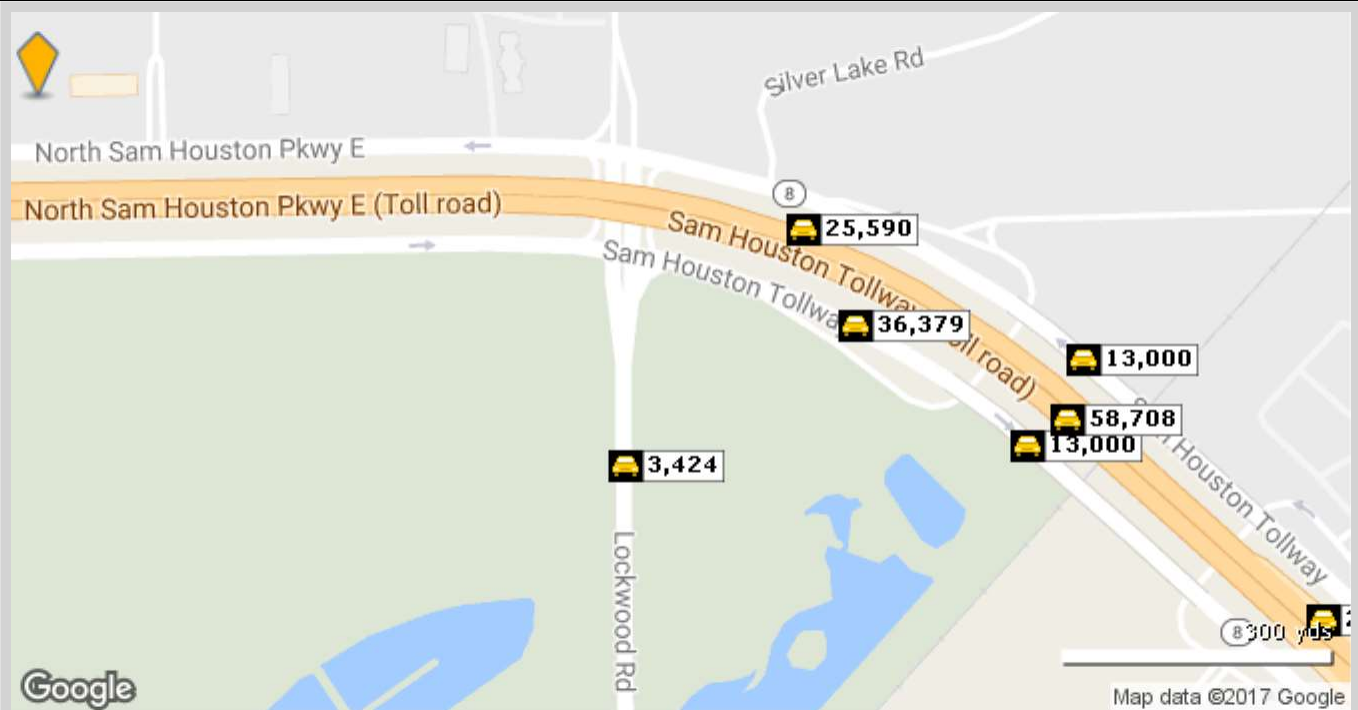 Silver Lake Rd
North Sam Houston Pkwy E
8
North Sam Houston Pkwy E (Toll road)
25,590
Sam Houston Tollway
Sam Houston
36,379
13,000
58,708
13,000
Houston Tollway
3,424
Lockwood Rd
8
300 yds
Google
Map data ©2017 Google